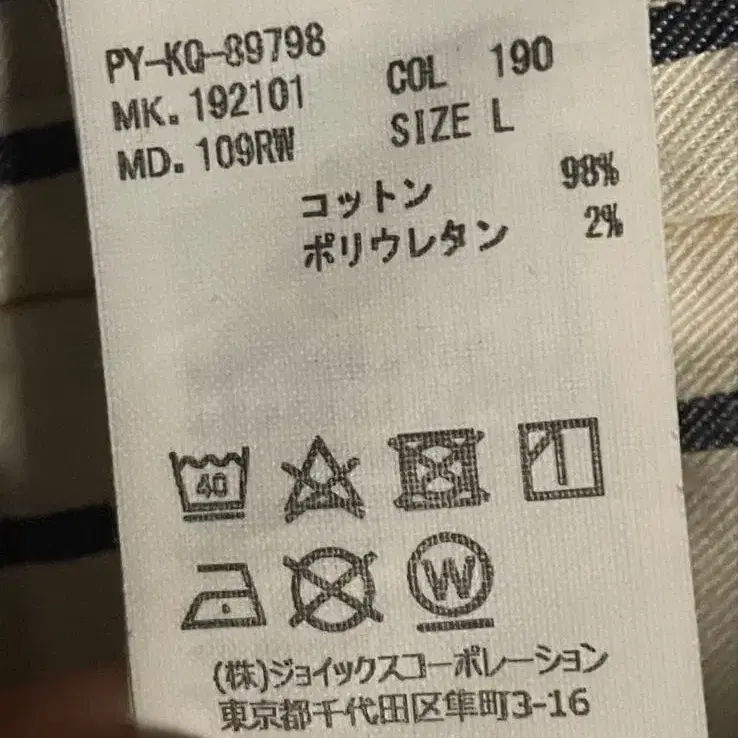 PY-KQ-89798
MK. 192101 COL 190
MD. 109RW SIZE L
コットン 98%
ポリウレタン 2%
40
W
(株)ジョイックスコーポレーション
東京都千代田区隼町3-16